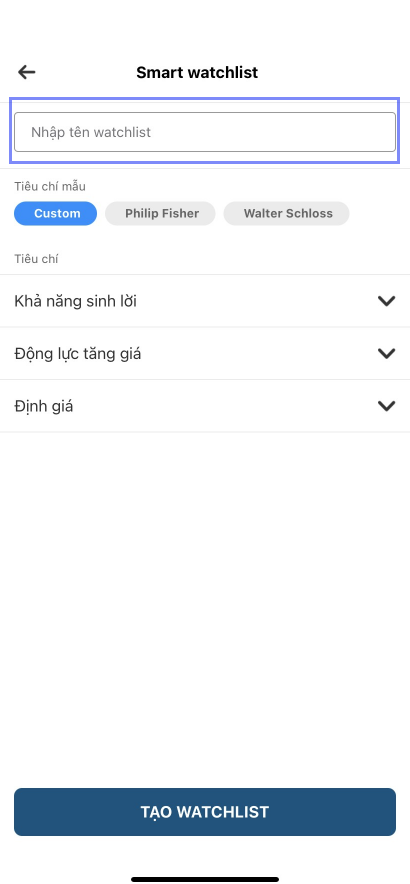 Smart watchlist
Nhập tên watchlist
Tiêu chí mẫu
Custom Philip Fisher Walter Schloss
Tiêu chí
Khả năng sinh lời
Động lực tăng giá
Định giá
TẠO WATCHLIST